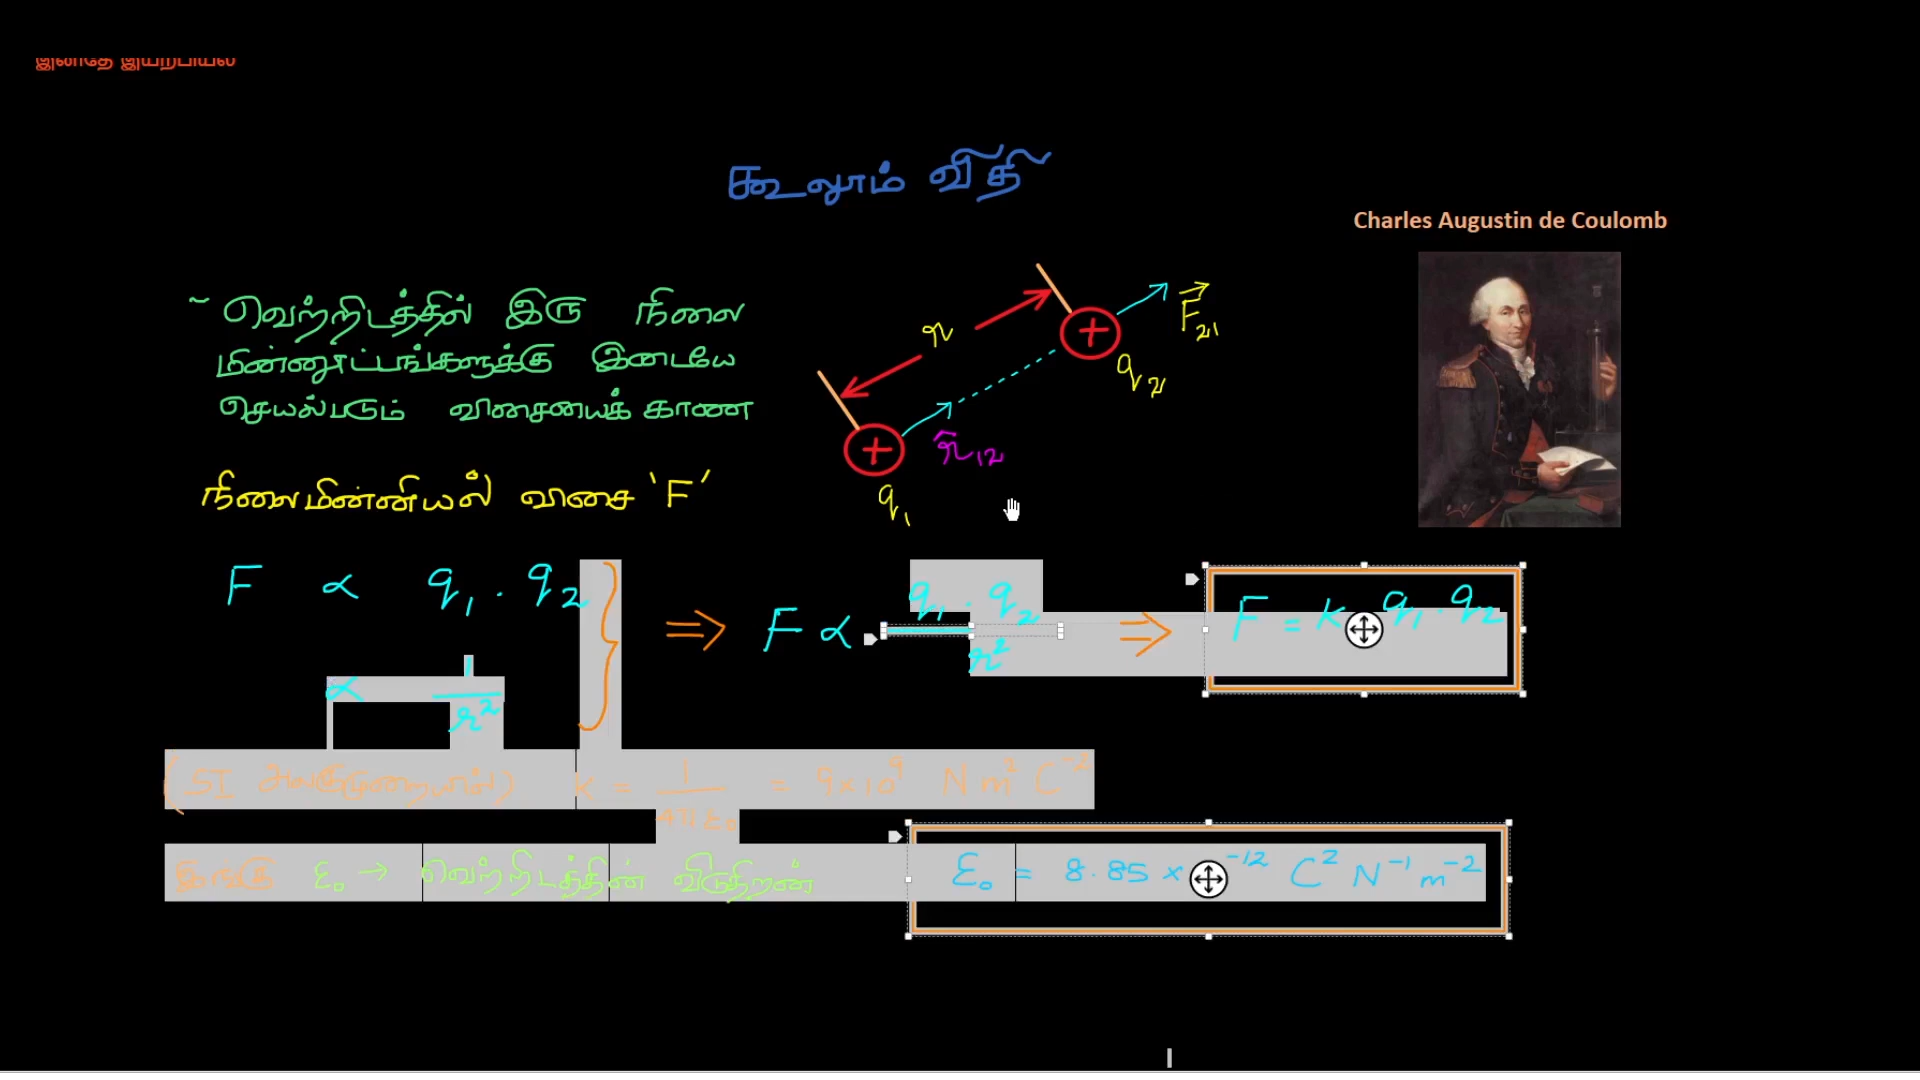 கூலூம் விதி
Charles Augustin de Coulomb
~ வெற்றிடத்தில் இரு நிலை
மின்னூட்டங்களுக்கு இடையே
செயல்படும் விசையைக் காண
r
F₂₁
q₂
r̂₁₂
q₁
நிலைமின்னியல் விசை 'F'
F ∝ q₁ . q₂
∝ 1/r²
⇒ F ∝ q₁ . q₂ / r²
⇒ F = k q₁ . q₂
(SI அலகுமுறையில்) k = 1/4πε₀ = 9×10⁹ N m² C⁻²
இங்கு ε₀ → வெற்றிடத்தின் விடுதிறன்
ε₀ = 8.85 × ⁻¹² C² N⁻¹ m⁻²